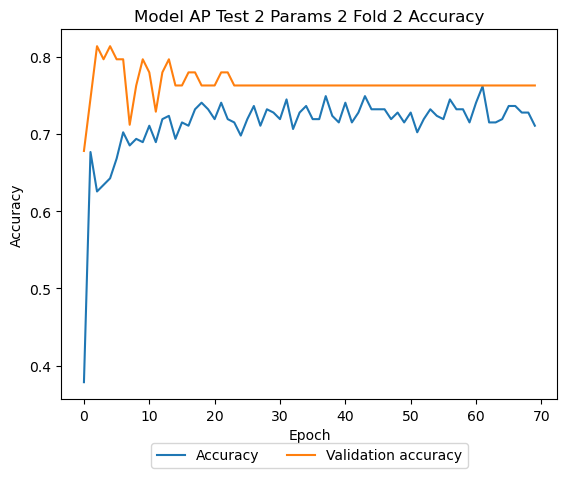 Model AP Test 2 Params 2 Fold 2 Accuracy
0.8
0.7
0.6
0.5
0.4
Accuracy
0 10 20 30 40 50 60 70
Epoch
Accuracy Validation accuracy